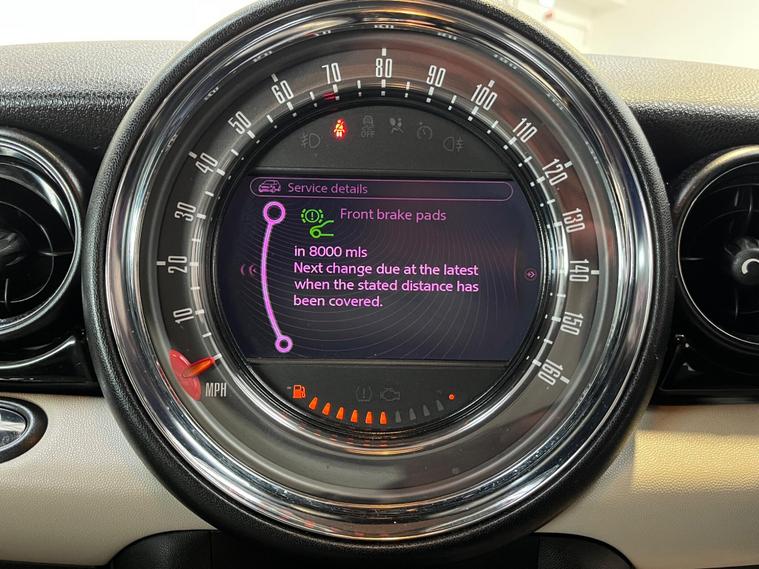 80
70
90
60
100
50
110
40
120
30
130
20
140
10
150
160
MPH
OFF
Service details
Front brake pads
in 8000 mls
Next change due at the latest
when the stated distance has
been covered.